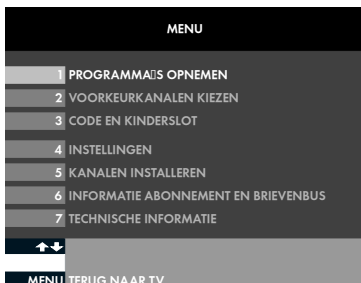 MENU
1 PROGRAMMA▯S OPNEMEN
2 VOORKEURKANALEN KIEZEN
3 CODE EN KINDERSLOT
4 INSTELLINGEN
5 KANALEN INSTALLEREN
6 INFORMATIE ABONNEMENT EN BRIEVENBUS
7 TECHNISCHE INFORMATIE
MENU TERUG NAAR TV